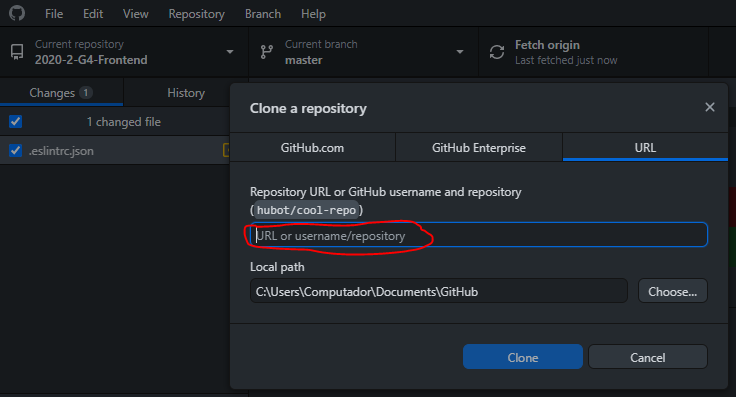 File Edit View Repository Branch Help
Current repository
2020-2-G4-Frontend
Current branch
master
Fetch origin
Last fetched just now
Changes 1 History
1 changed file
.eslintrc.json
Clone a repository
GitHub.com GitHub Enterprise URL
Repository URL or GitHub username and repository
(hubot/cool-repo)
URL or username/repository
Local path
C:\Users\Computador\Documents\GitHub Choose...
Clone Cancel